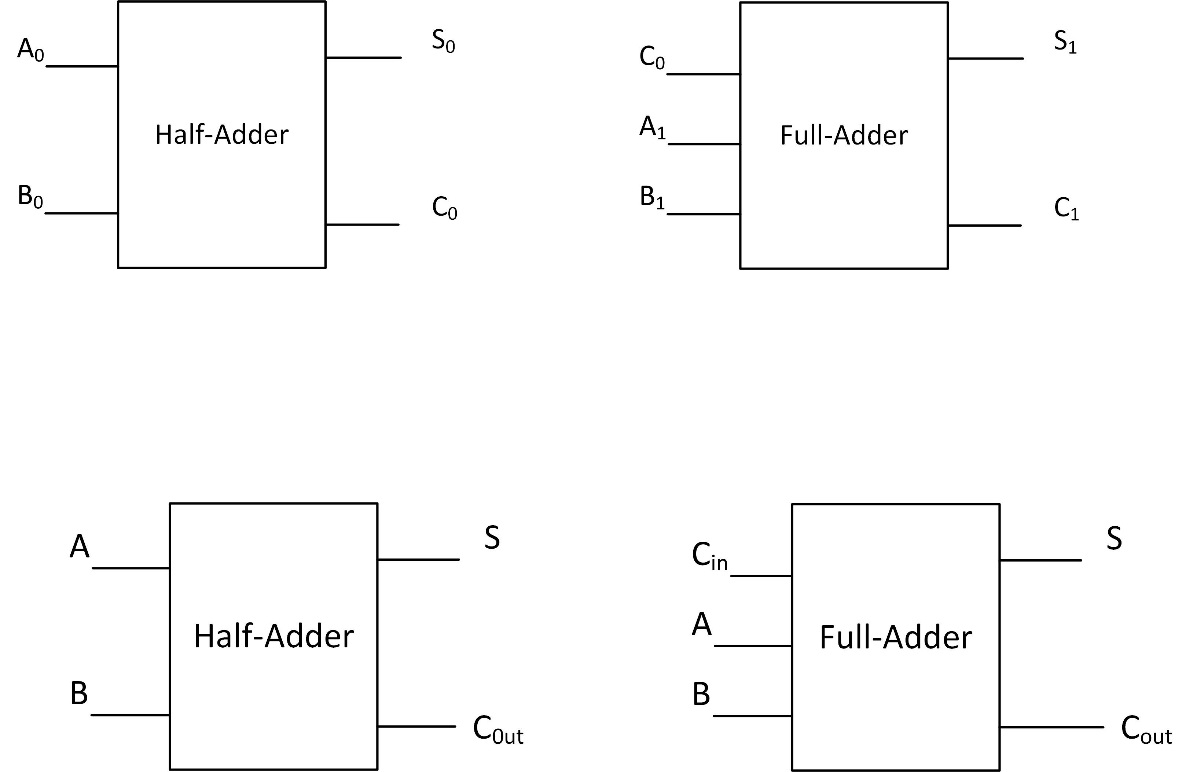 A₀
S₀
Half-Adder
B₀
C₀
C₀
S₁
A₁
Full-Adder
B₁
C₁
A
S
Half-Adder
B
C₀ut
Cin
S
A
Full-Adder
B
Cout